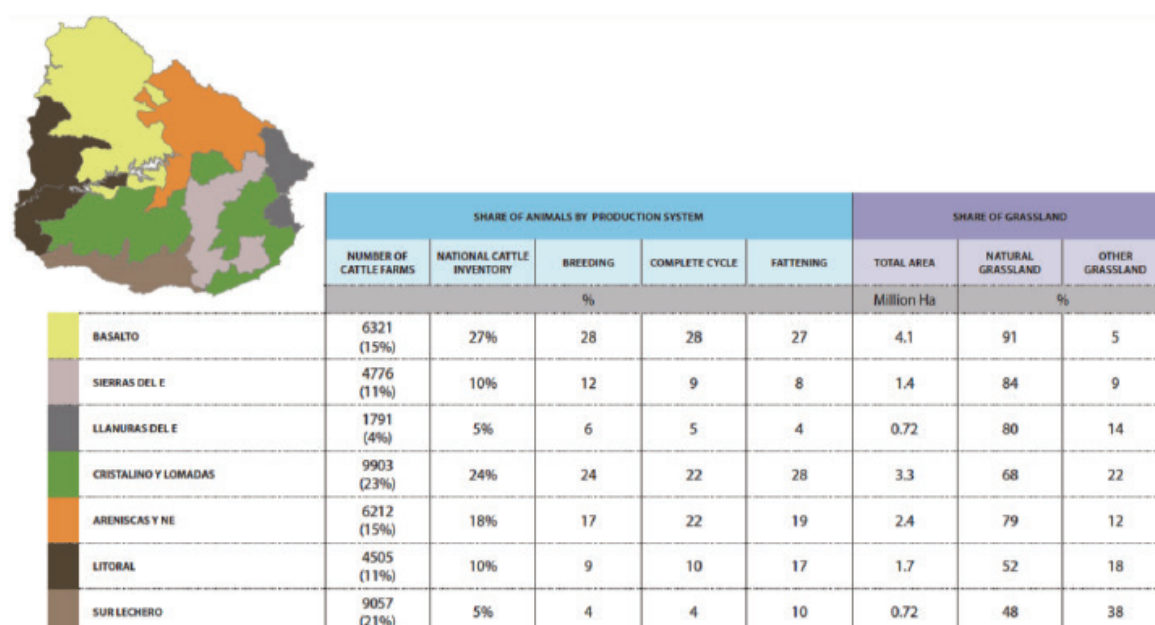 SHARE OF ANIMALS BY PRODUCTION SYSTEM SHARE OF GRASSLAND
NUMBER OF CATTLE FARMS NATIONAL CATTLE INVENTORY BREEDING COMPLETE CYCLE FATTENING TOTAL AREA NATURAL GRASSLAND OTHER GRASSLAND
% Million Ha %
BASALTO 6321 (15%) 27% 28 28 27 4.1 91 5
SIERRAS DEL E 4776 (11%) 10% 12 9 8 1.4 84 9
LLANURAS DEL E 1791 (4%) 5% 6 5 4 0.72 80 14
CRISTALINO Y LOMADAS 9903 (23%) 24% 24 22 28 3.3 68 22
ARENISCAS Y NE 6212 (15%) 18% 17 22 19 2.4 79 12
LITORAL 4505 (11%) 10% 9 10 17 1.7 52 18
SUR LECHERO 9057 (21%) 5% 4 4 10 0.72 48 38